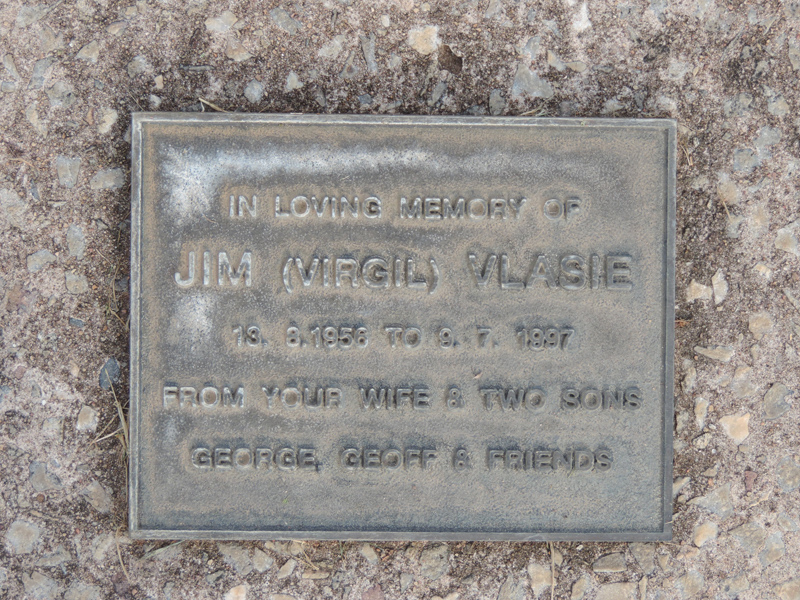 IN LOVING MEMORY OF
JIM (VIRGIL) VLASIE
13. 8.1956 TO 9. 7. 1997
FROM YOUR WIFE & TWO SONS
GEORGE, GEOFF & FRIENDS